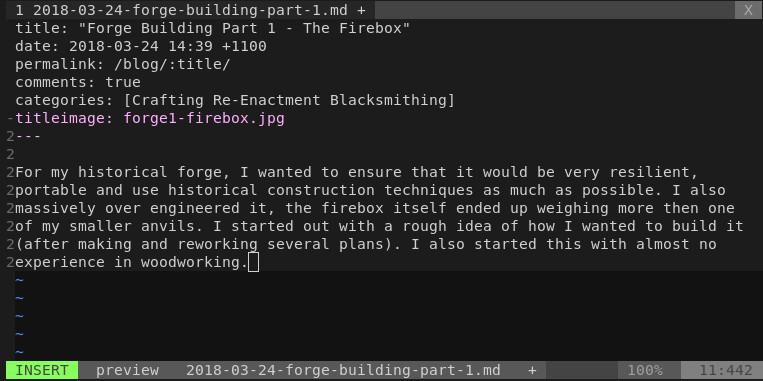 1 2018-03-24-forge-building-part-1.md + X
title: "Forge Building Part 1 - The Firebox"
date: 2018-03-24 14:39 +1100
permalink: /blog/:title/
comments: true
categories: [Crafting Re-Enactment Blacksmithing]
-titleimage: forge1-firebox.jpg
2---
2
2For my historical forge, I wanted to ensure that it would be very resilient,
2portable and use historical construction techniques as much as possible. I also
2massively over engineered it, the firebox itself ended up weighing more then one
2of my smaller anvils. I started out with a rough idea of how I wanted to build it
2(after making and reworking several plans). I also started this with almost no
2experience in woodworking.
~
~
~
~
~
INSERT preview 2018-03-24-forge-building-part-1.md + 100% 11:442